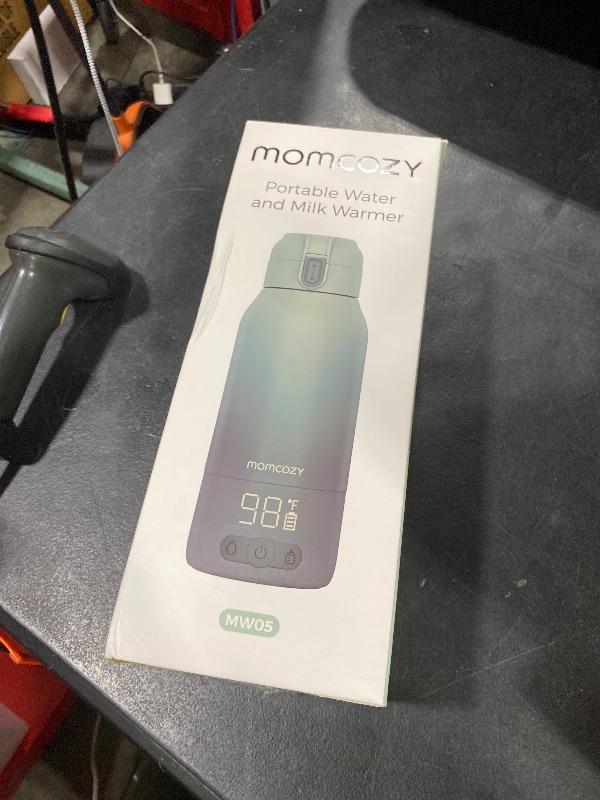 momcozy
Portable Water
and Milk Warmer
momcozy
98°F
MW05